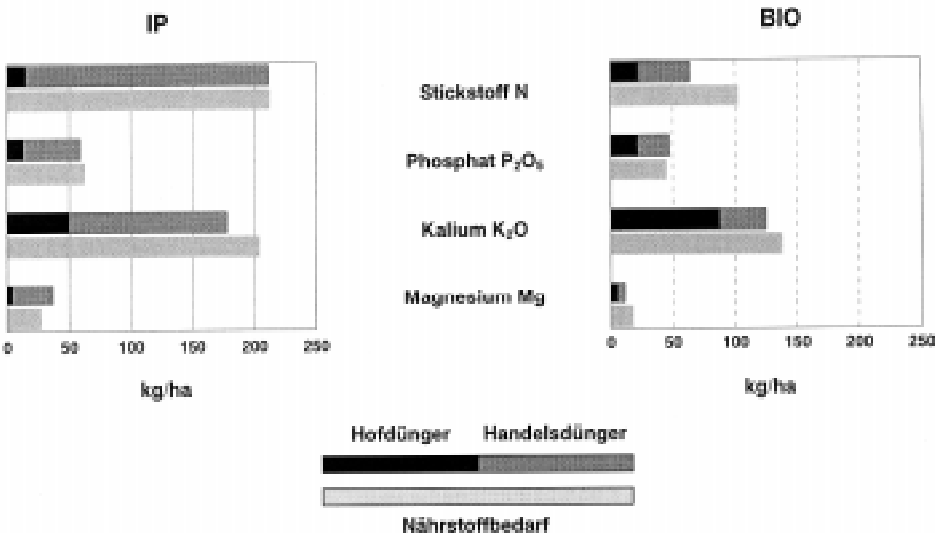 IP
BIO
Stickstoff N
Phosphat P₂O₅
Kalium K₂O
Magnesium Mg
0 50 100 150 200 250
0 50 100 150 200 250
kg/ha
kg/ha
Hofdünger Handelsdünger
Nährstoffbedarf